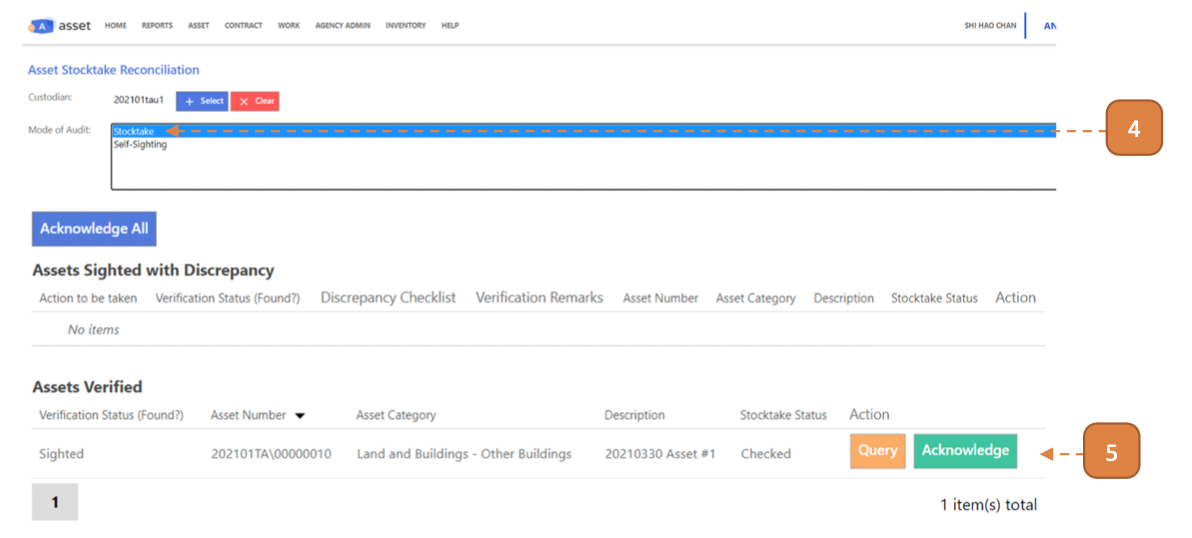 A asset HOME REPORTS ASSET CONTRACT WORK AGENCY ADMIN INVENTORY HELP SHI HAO CHAN AN
Asset Stocktake Reconciliation
Custodian: 202101tau1 + Select × Clear
Mode of Audit: Stocktake 4
Self-Sighting
Acknowledge All
Assets Sighted with Discrepancy
Action to be taken Verification Status (Found?) Discrepancy Checklist Verification Remarks Asset Number Asset Category Description Stocktake Status Action
No items
Assets Verified
Verification Status (Found?) Asset Number Asset Category Description Stocktake Status Action
Sighted 202101TA\00000010 Land and Buildings - Other Buildings 20210330 Asset #1 Checked Query Acknowledge 5
1 1 item(s) total